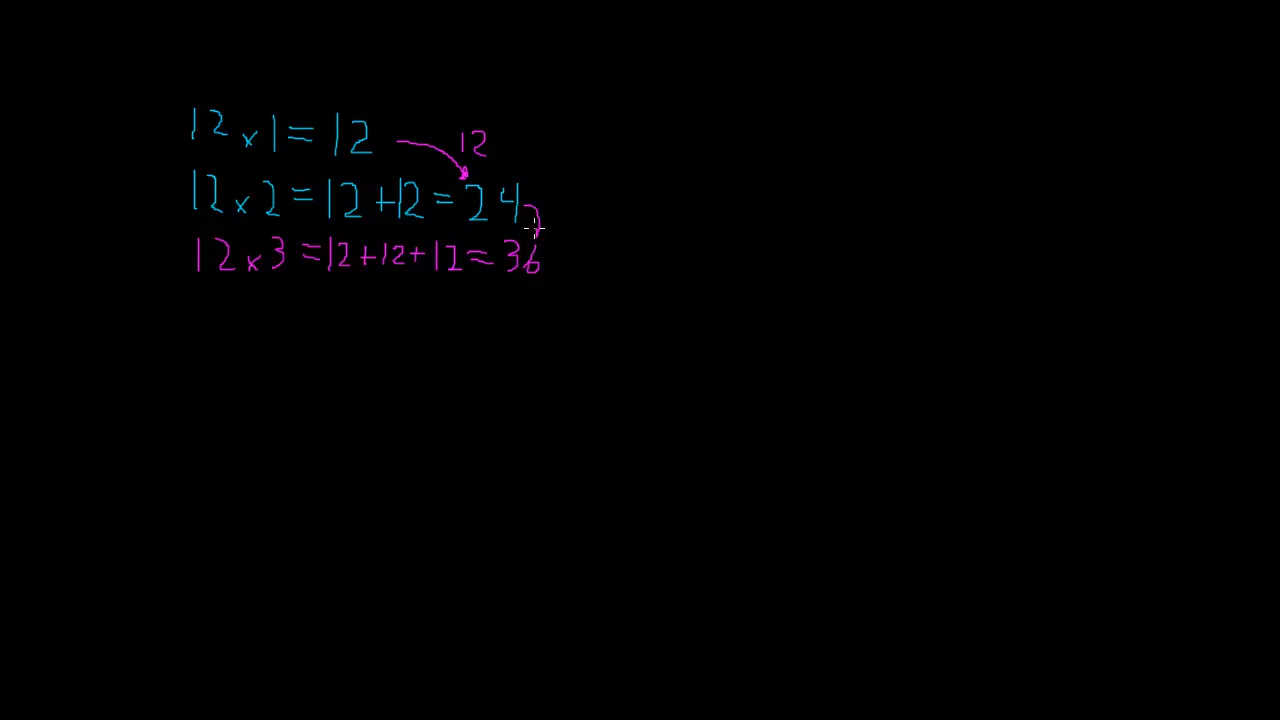 12 × 1 = 12
12
12 × 2 = 12 + 12 = 24
12 × 3 = 12 + 12 + 12 = 36